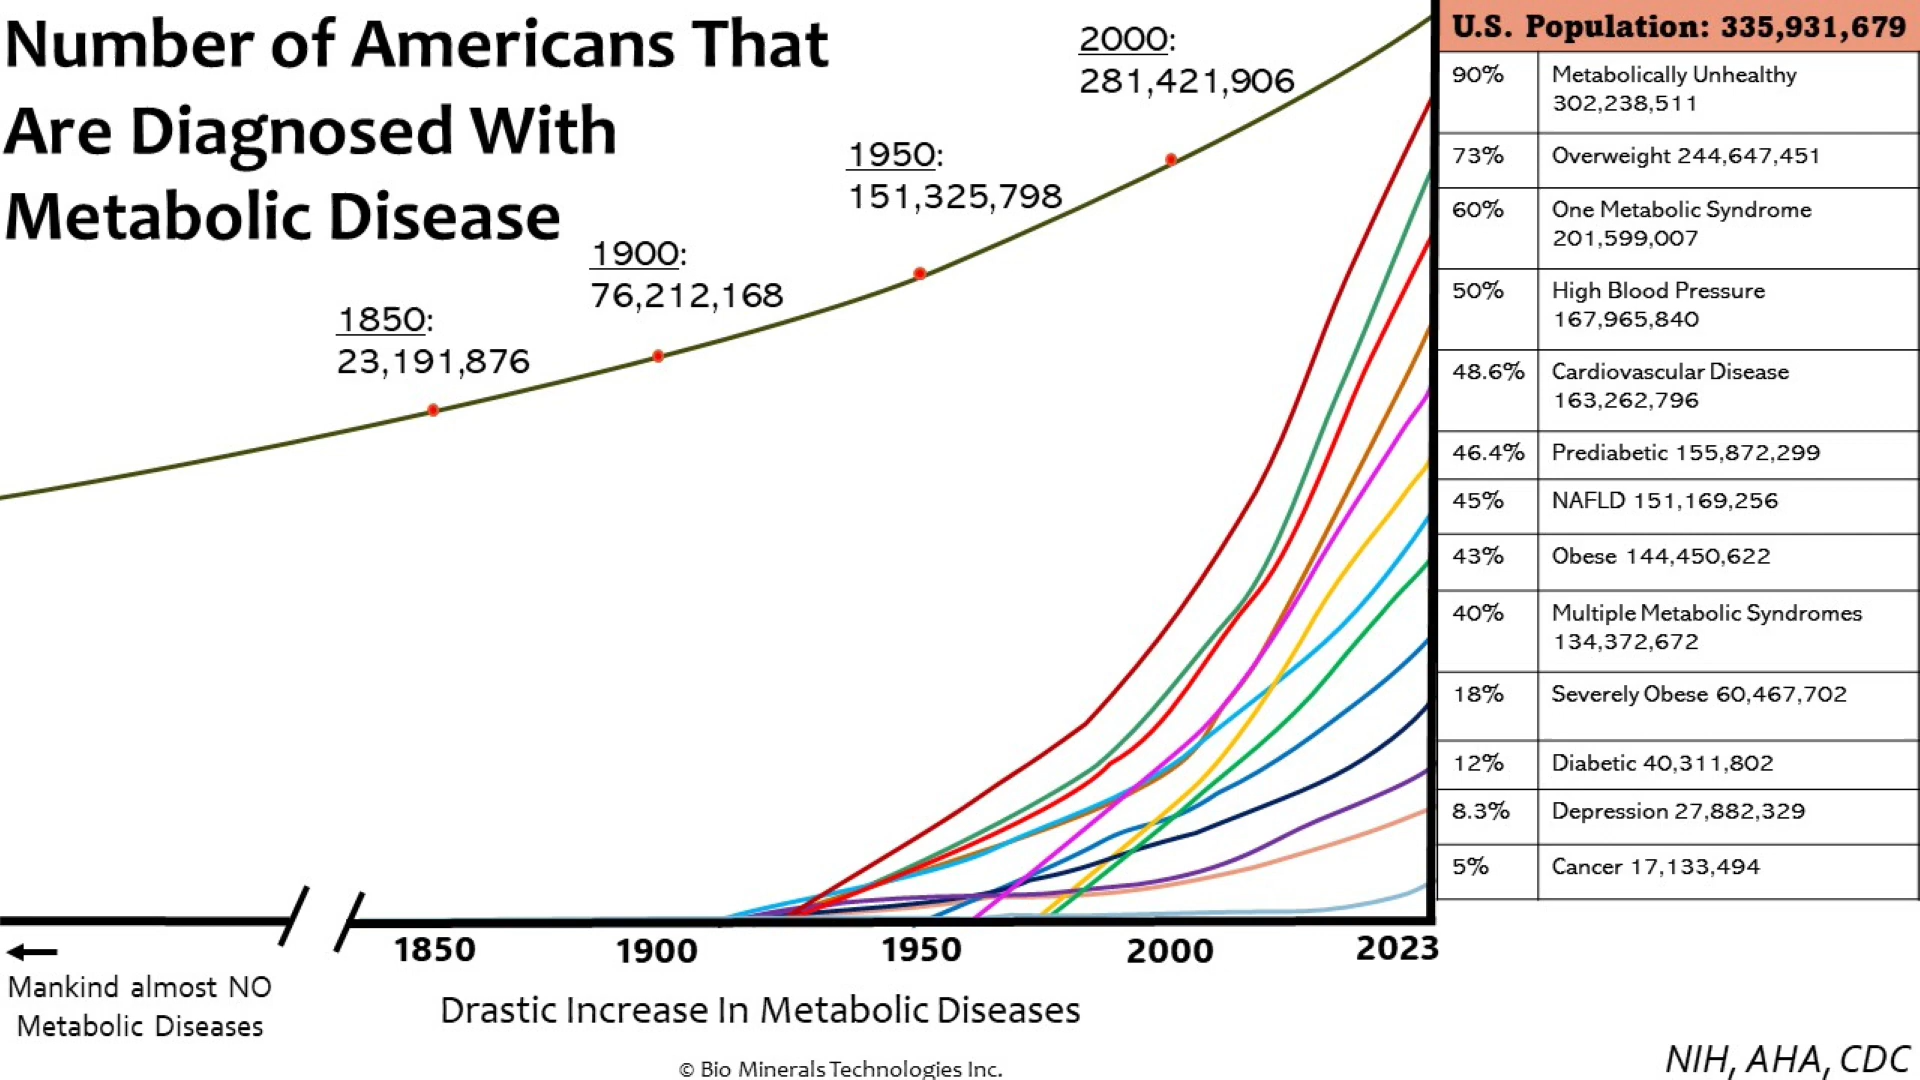 Number of Americans That
Are Diagnosed With
Metabolic Disease
2000:
281,421,906
1950:
151,325,798
1900:
76,212,168
1850:
23,191,876
U.S. Population: 335,931,679
90% Metabolically Unhealthy
302,238,511
73% Overweight 244,647,451
60% One Metabolic Syndrome
201,599,007
50% High Blood Pressure
167,965,840
48.6% Cardiovascular Disease
163,262,796
46.4% Prediabetic 155,872,299
45% NAFLD 151,169,256
43% Obese 144,450,622
40% Multiple Metabolic Syndromes
134,372,672
18% Severely Obese 60,467,702
12% Diabetic 40,311,802
8.3% Depression 27,882,329
5% Cancer 17,133,494
1850 1900 1950 2000 2023
Mankind almost NO
Metabolic Diseases
Drastic Increase In Metabolic Diseases
© Bio Minerals Technologies Inc.
NIH, AHA, CDC